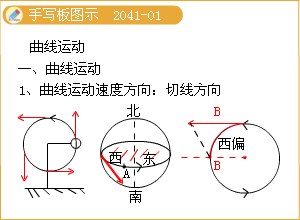 手写板图示 2041-01
曲线运动
一、曲线运动
1、曲线运动速度方向：切线方向
北
B
西 东
西偏
A
B
南